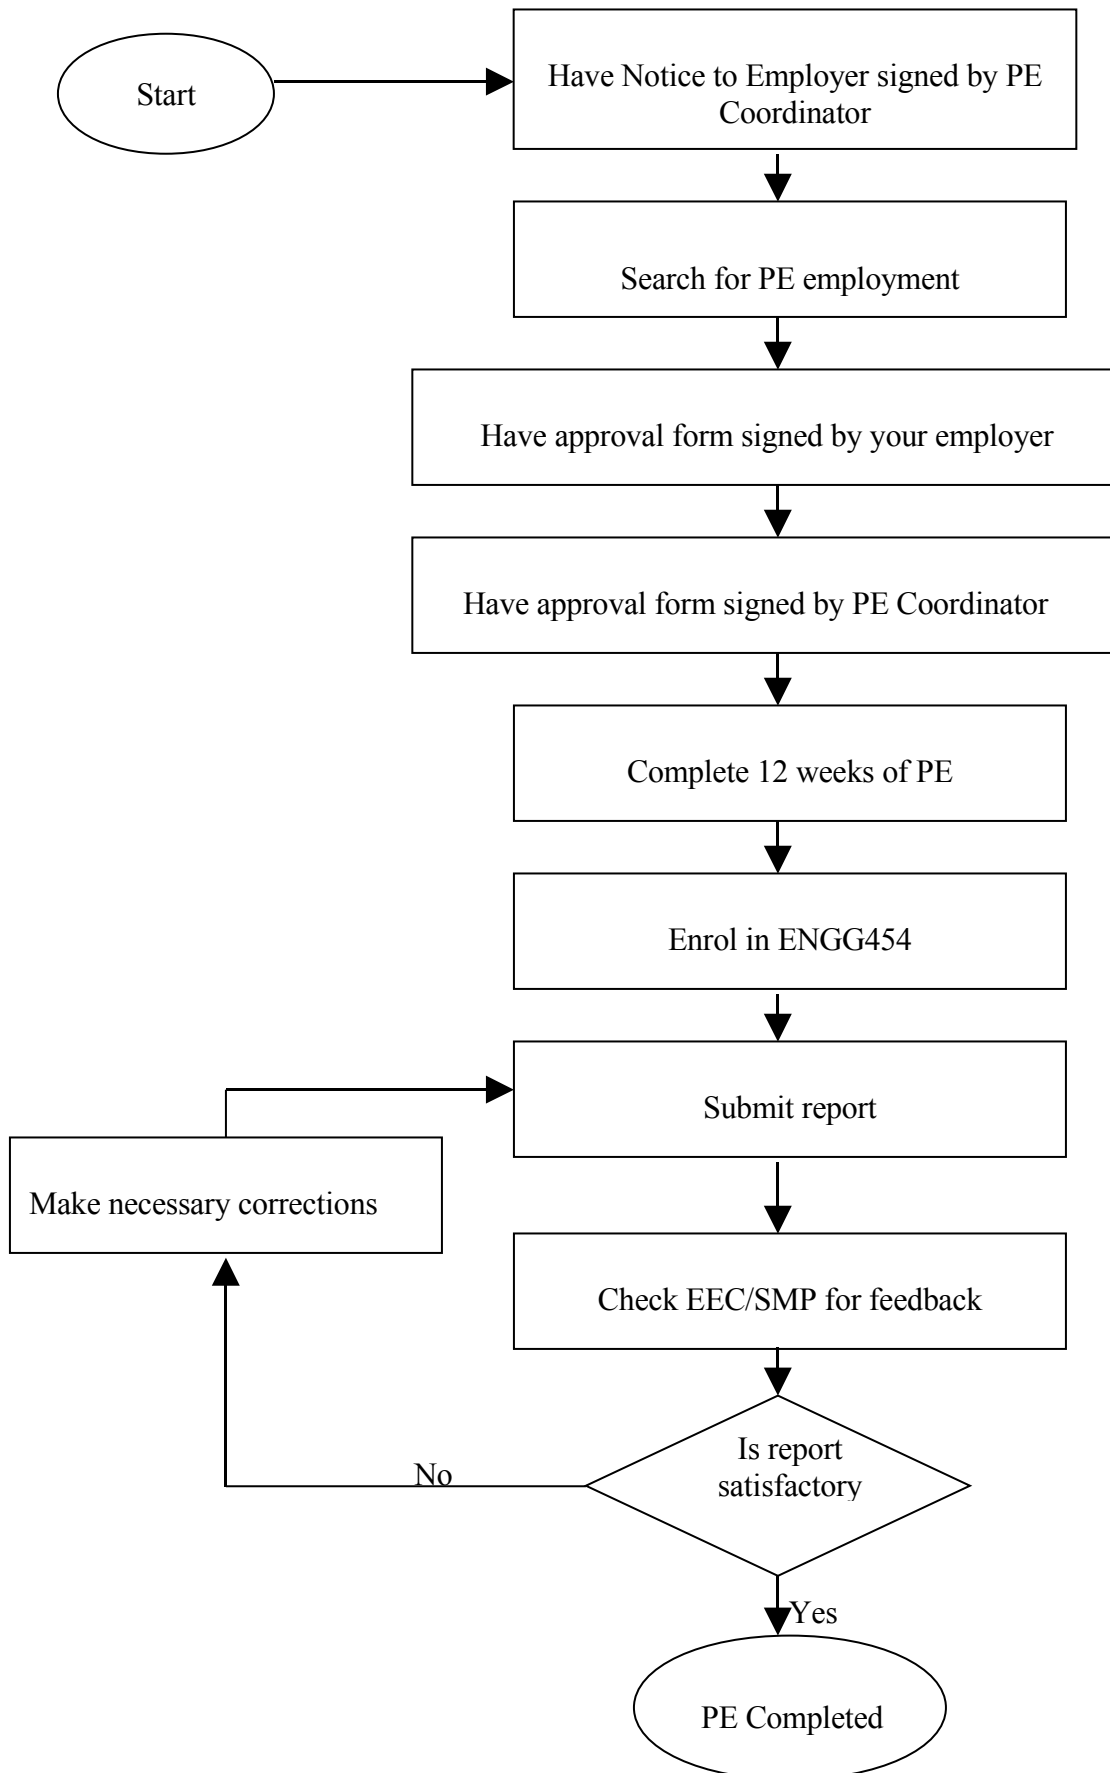 Start
Have Notice to Employer signed by PE
Coordinator
Search for PE employment
Have approval form signed by your employer
Have approval form signed by PE Coordinator
Complete 12 weeks of PE
Enrol in ENGG454
Submit report
Make necessary corrections
Check EEC/SMP for feedback
Is report
satisfactory
No
Yes
PE Completed